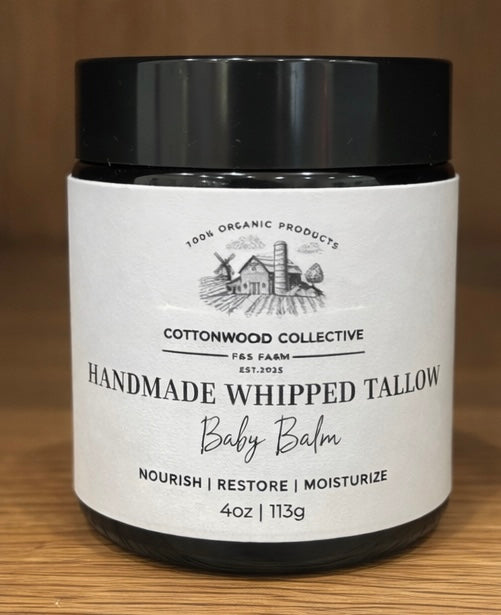 100% ORGANIC PRODUCTS
COTTONWOOD COLLECTIVE
F&S FARM
EST.2025
HANDMADE WHIPPED TALLOW
Baby Balm
NOURISH | RESTORE | MOISTURIZE
4oz | 113g